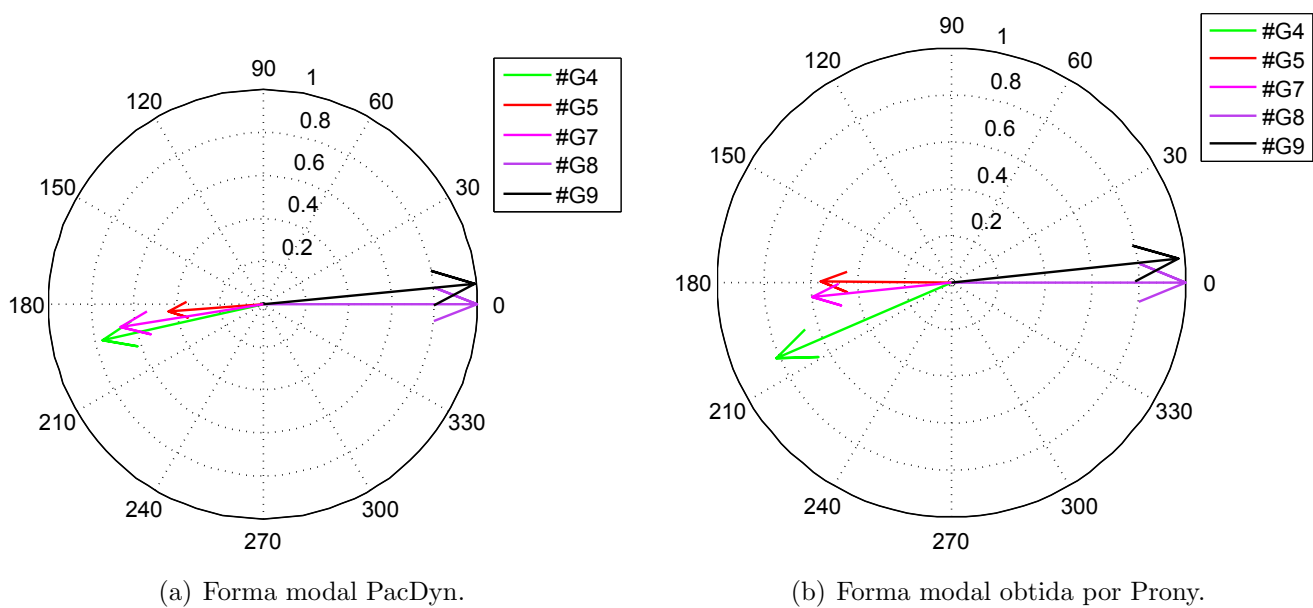 90
1
120
60
0.8
0.6
150
30
0.4
0.2
180
0
210
330
240
300
270
#G4
#G5
#G7
#G8
#G9
(a) Forma modal PacDyn.
90
1
120
60
0.8
0.6
150
30
0.4
0.2
180
0
210
330
240
300
270
#G4
#G5
#G7
#G8
#G9
(b) Forma modal obtida por Prony.